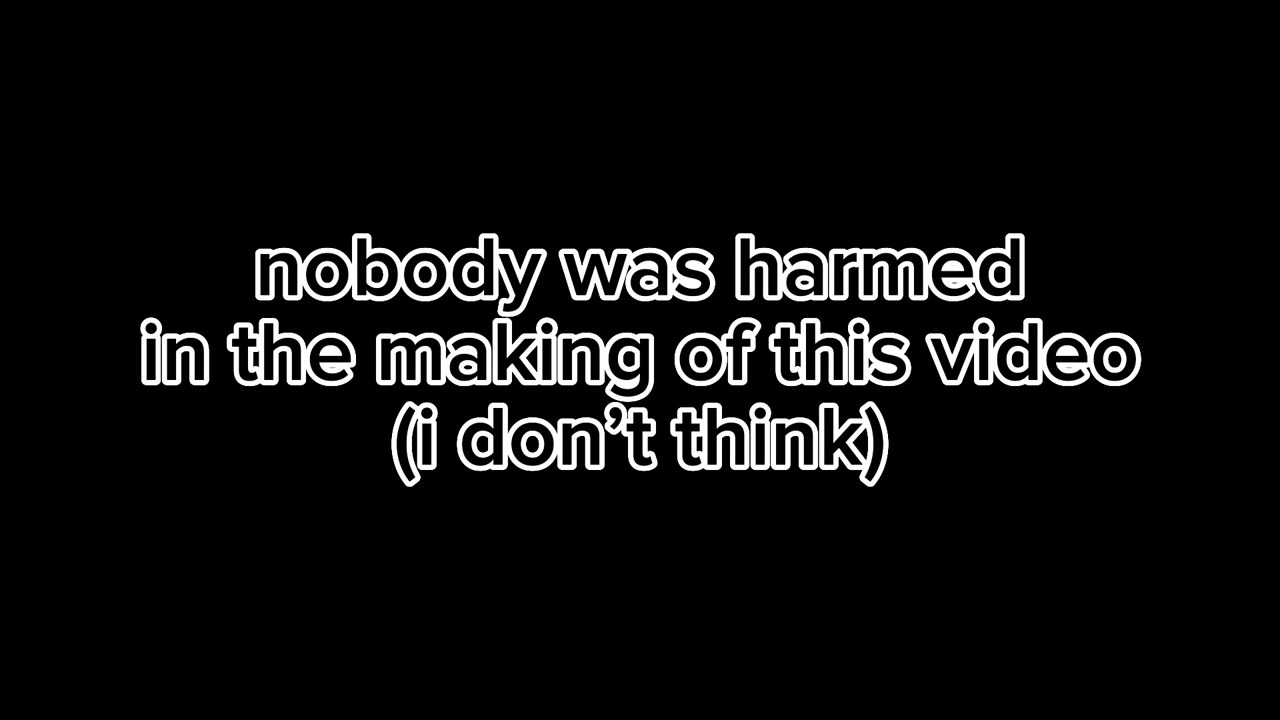 nobody was harmed
in the making of this video
(i don’t think)